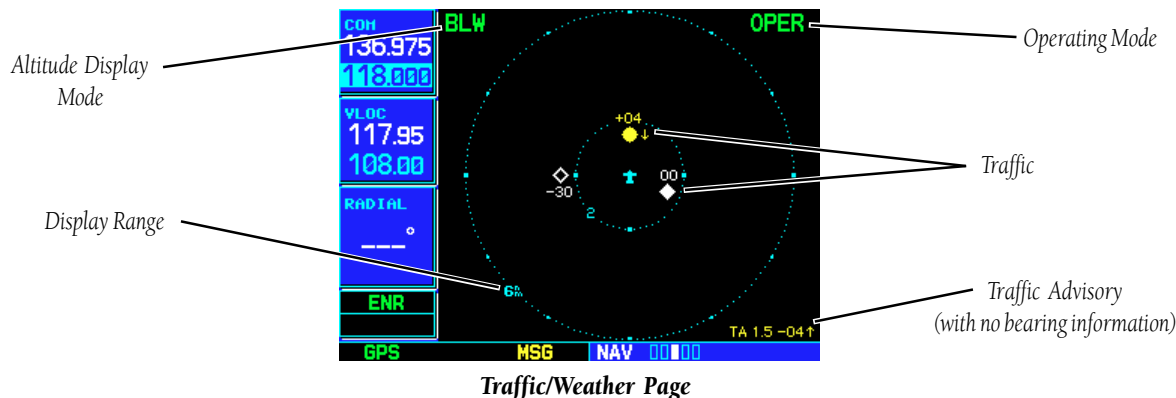 COM
136.975
118.000
VLOC
117.95
108.00
RADIAL
___°
ENR
GPS
MSG
NAV
BLW
OPER
+04
↓
00
-30
2
6nm
TA 1.5 -04↑
Altitude Display
Mode
Display Range
Operating Mode
Traffic
Traffic Advisory
(with no bearing information)
Traffic/Weather Page